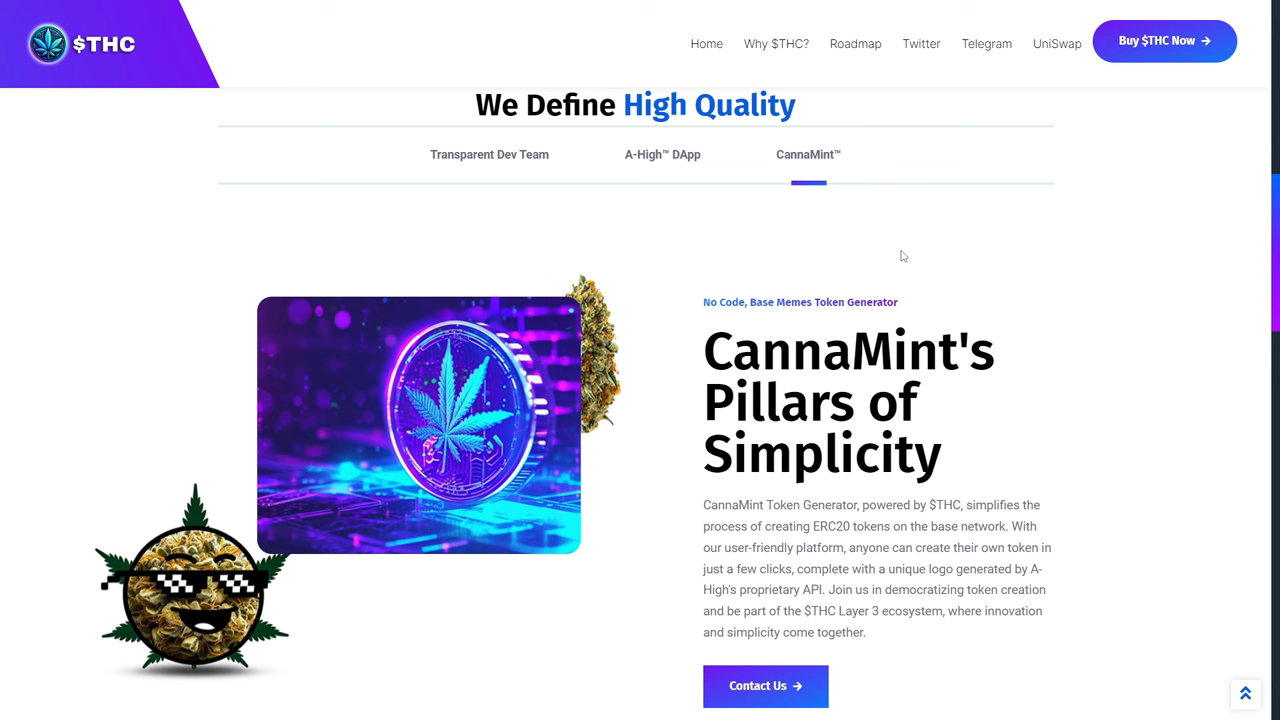 $THC
Home
Why $THC?
Roadmap
Twitter
Telegram
UniSwap
Buy $THC Now
We Define High Quality
Transparent Dev Team
A-High™ DApp
CannaMint™
No Code, Base Memes Token Generator
CannaMint's
Pillars of
Simplicity
CannaMint Token Generator, powered by $THC, simplifies the
process of creating ERC20 tokens on the base network. With
our user-friendly platform, anyone can create their own token in
just a few clicks, complete with a unique logo generated by A-
High's proprietary API. Join us in democratizing token creation
and be part of the $THC Layer 3 ecosystem, where innovation
and simplicity come together.
Contact Us